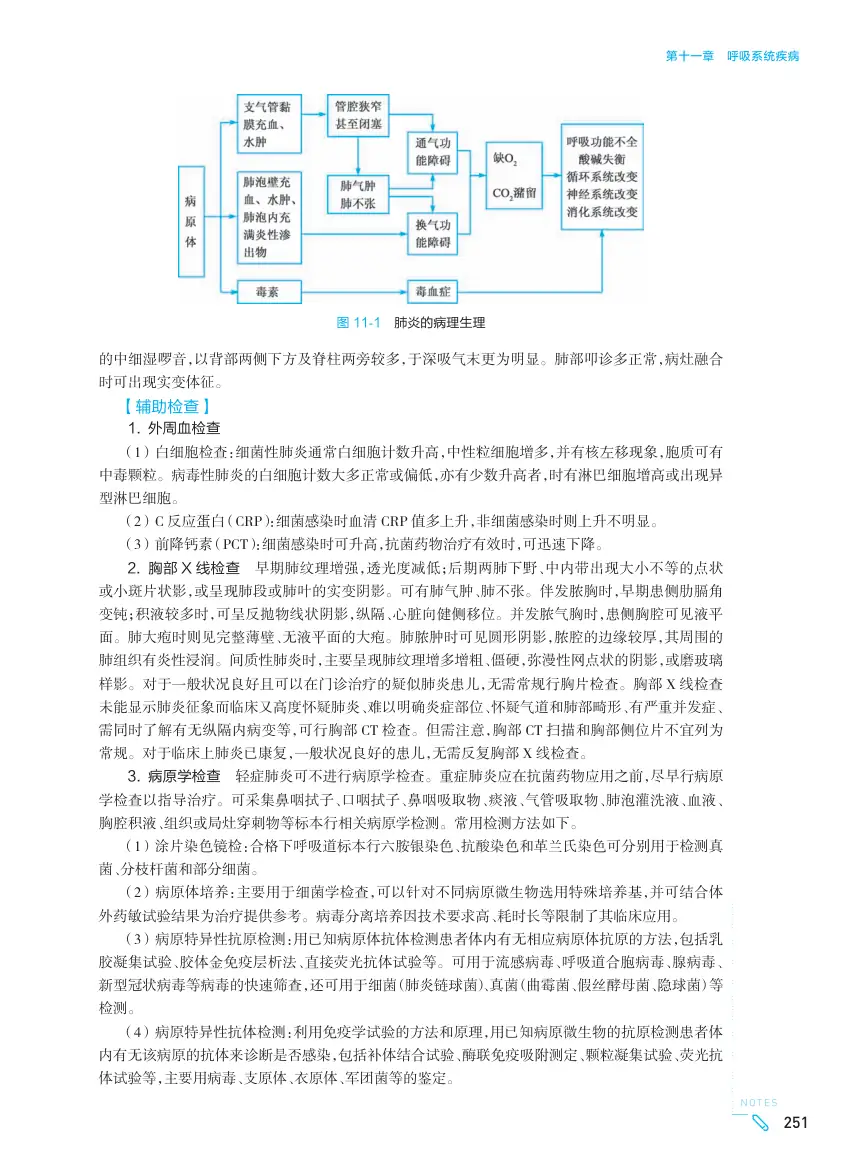 第十一章 呼吸系统疾病
病
原
体
支气管黏
膜充血、
水肿
管腔狭窄
甚至闭塞
肺泡壁充
血、水肿、
肺泡内充
满炎性渗
出物
肺气肿
肺不张
通气功
能障碍
换气功
能障碍
缺O₂
CO₂潴留
呼吸功能不全
酸碱失衡
循环系统改变
神经系统改变
消化系统改变
毒素
毒血症
图 11-1 肺炎的病理生理
的中细湿啰音,以背部两侧下方及脊柱两旁较多,于深吸气末更为明显。肺部叩诊多正常,病灶融合
时可出现实变体征。
【辅助检查】
1. 外周血检查
(1)白细胞检查:细菌性肺炎通常白细胞计数升高,中性粒细胞增多,并有核左移现象,胞质可有
中毒颗粒。病毒性肺炎的白细胞计数大多正常或偏低,亦有少数升高者,时有淋巴细胞增高或出现异
型淋巴细胞。
(2)C 反应蛋白(CRP):细菌感染时血清 CRP 值多上升,非细菌感染时则上升不明显。
(3)前降钙素(PCT):细菌感染时可升高,抗菌药物治疗有效时,可迅速下降。
2. 胸部 X 线检查 早期肺纹理增强,透光度减低;后期两肺下野、中内带出现大小不等的点状
或小斑片状影,或呈现肺段或肺叶的实变阴影。可有肺气肿、肺不张。伴发脓胸时,早期患侧肋膈角
变钝;积液较多时,可呈反抛物线状阴影,纵隔、心脏向健侧移位。并发脓气胸时,患侧胸腔可见液平
面。肺大疱时则见完整薄壁、无液平面的大疱。肺脓肿时可见圆形阴影,脓腔的边缘较厚,其周围的
肺组织有炎性浸润。间质性肺炎时,主要呈现肺纹理增多增粗、僵硬,弥漫性网点状的阴影,或磨玻璃
样影。对于一般状况良好且可以在门诊治疗的疑似肺炎患儿,无需常规行胸片检查。胸部 X 线检查
未能显示肺炎征象而临床又高度怀疑肺炎、难以明确炎症部位、怀疑气道和肺部畸形、有严重并发症、
需同时了解有无纵隔内病变等,可行胸部 CT 检查。但需注意,胸部 CT 扫描和胸部侧位片不宜列为
常规。对于临床上肺炎已康复,一般状况良好的患儿,无需反复胸部 X 线检查。
3. 病原学检查 轻症肺炎可不进行病原学检查。重症肺炎应在抗菌药物应用之前,尽早行病原
学检查以指导治疗。可采集鼻咽拭子、口咽拭子、鼻咽吸取物、痰液、气管吸取物、肺泡灌洗液、血液、
胸腔积液、组织或局灶穿刺物等标本行相关病原学检测。常用检测方法如下。
(1)涂片染色镜检:合格下呼吸道标本行六胺银染色、抗酸染色和革兰氏染色可分别用于检测真
菌、分枝杆菌和部分细菌。
(2)病原体培养:主要用于细菌学检查,可以针对不同病原微生物选用特殊培养基,并可结合体
外药敏试验结果为治疗提供参考。病毒分离培养因技术要求高、耗时长等限制了其临床应用。
(3)病原特异性抗原检测:用已知病原体抗体检测患者体内有无相应病原体抗原的方法,包括乳
胶凝集试验、胶体金免疫层析法、直接荧光抗体试验等。可用于流感病毒、呼吸道合胞病毒、腺病毒、
新型冠状病毒等病毒的快速筛查,还可用于细菌(肺炎链球菌)、真菌(曲霉菌、假丝酵母菌、隐球菌)等
检测。
(4)病原特异性抗体检测:利用免疫学试验的方法和原理,用已知病原微生物的抗原检测患者体
内有无该病原的抗体来诊断是否感染,包括补体结合试验、酶联免疫吸附测定、颗粒凝集试验、荧光抗
体试验等,主要用病毒、支原体、衣原体、军团菌等的鉴定。
NOTES
251